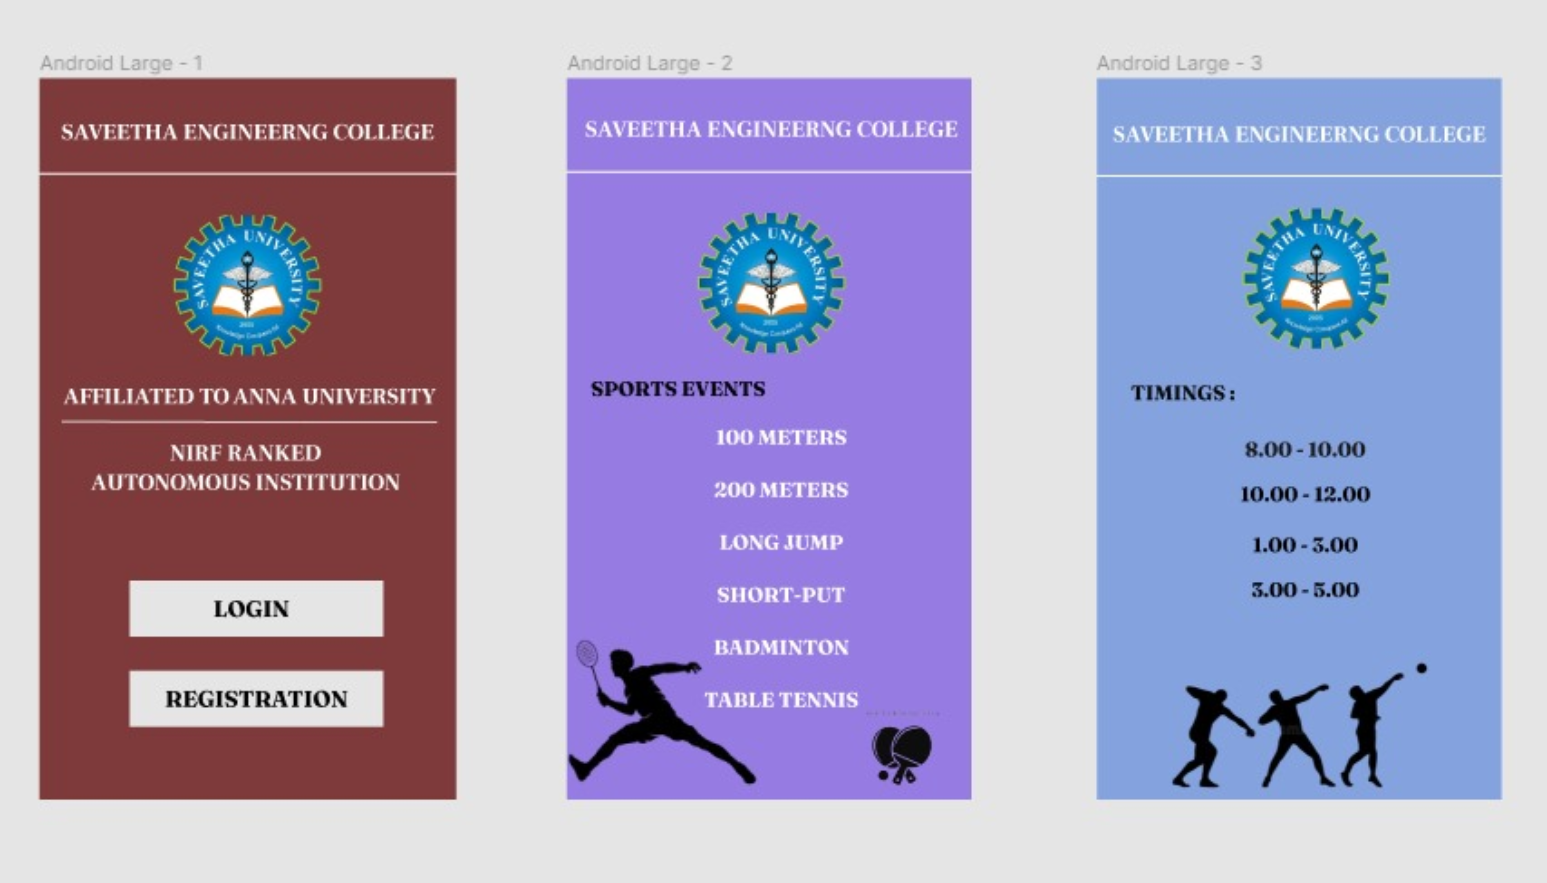 Android Large - 1
SAVEETHA ENGINEERNG COLLEGE
SAVEETHA UNIVERSITY
2005
AFFILIATED TO ANNA UNIVERSITY
NIRF RANKED
AUTONOMOUS INSTITUTION
LOGIN
REGISTRATION
Android Large - 2
SAVEETHA ENGINEERNG COLLEGE
SAVEETHA UNIVERSITY
2005
SPORTS EVENTS
100 METERS
200 METERS
LONG JUMP
SHORT-PUT
BADMINTON
TABLE TENNIS
Android Large - 3
SAVEETHA ENGINEERNG COLLEGE
SAVEETHA UNIVERSITY
2005
TIMINGS :
8.00 - 10.00
10.00 - 12.00
1.00 - 3.00
3.00 - 5.00